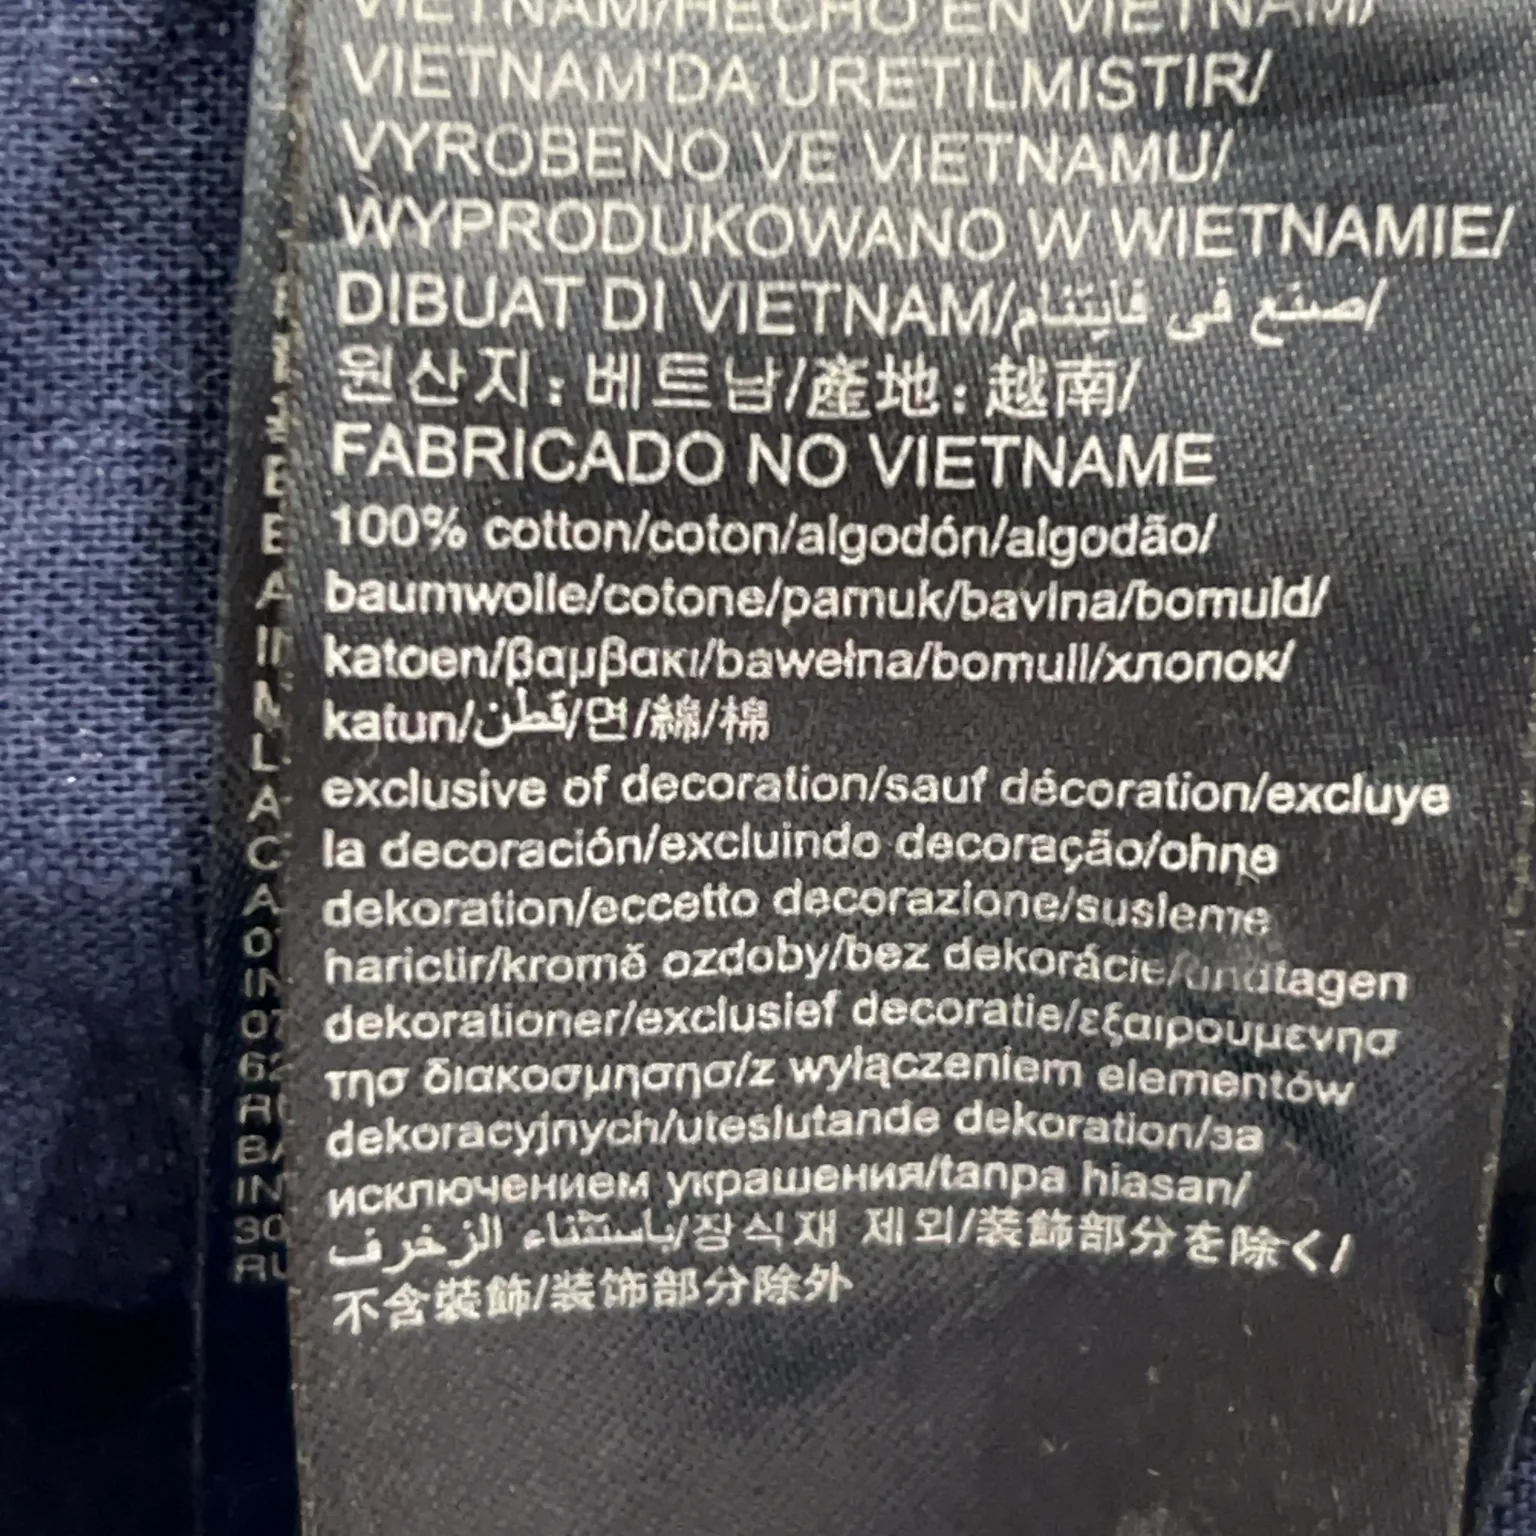 VIETNAM/HECHO EN VIETNAM/
VIETNAM'DA URETILMISTIR/
VYROBENO VE VIETNAMU/
WYPRODUKOWANO W WIETNAMIE/
DIBUAT DI VIETNAM/صنع في فايتنام/
원산지: 베트남/產地: 越南/
FABRICADO NO VIETNAME
100% cotton/coton/algodón/algodão/
baumwolle/cotone/pamuk/bavlna/bomuld/
katoen/βαμβακι/bawełna/bomull/хлопок/
katun/قطن/면/綿/棉
exclusive of decoration/sauf décoration/excluye
la decoración/excluindo decoração/ohne
dekoration/eccetto decorazione/susleme
harictir/kromě ozdoby/bez dekorácie/undtagen
dekorationer/exclusief decoratie/εξαιρουμενησ
τησ διακοσμησησ/z wyłączeniem elementów
dekoracyjnych/uteslutande dekoration/за
исключением украшения/tanpa hiasan/
باستثناء الزخرف/장식재 제외/装飾部分を除く/
不含裝飾/装饰部分除外